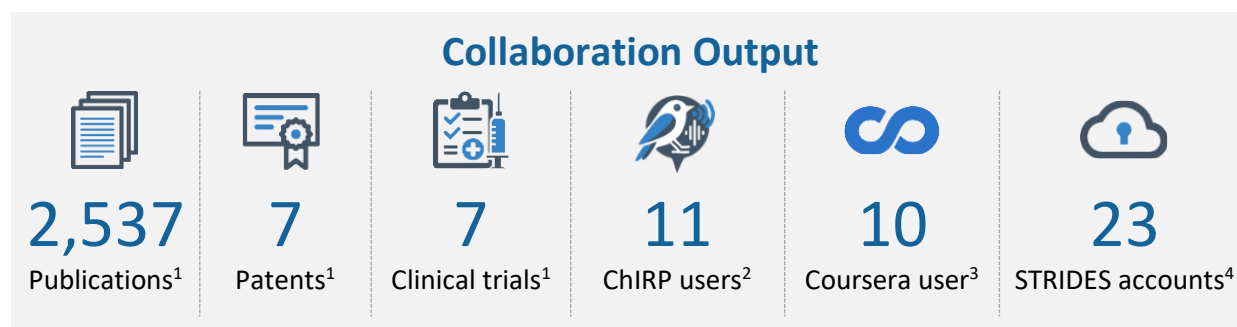 Collaboration Output
2,537 7 7 11 10 23
Publications¹ Patents¹ Clinical trials¹ ChIRP users² Coursera user³ STRIDES accounts⁴